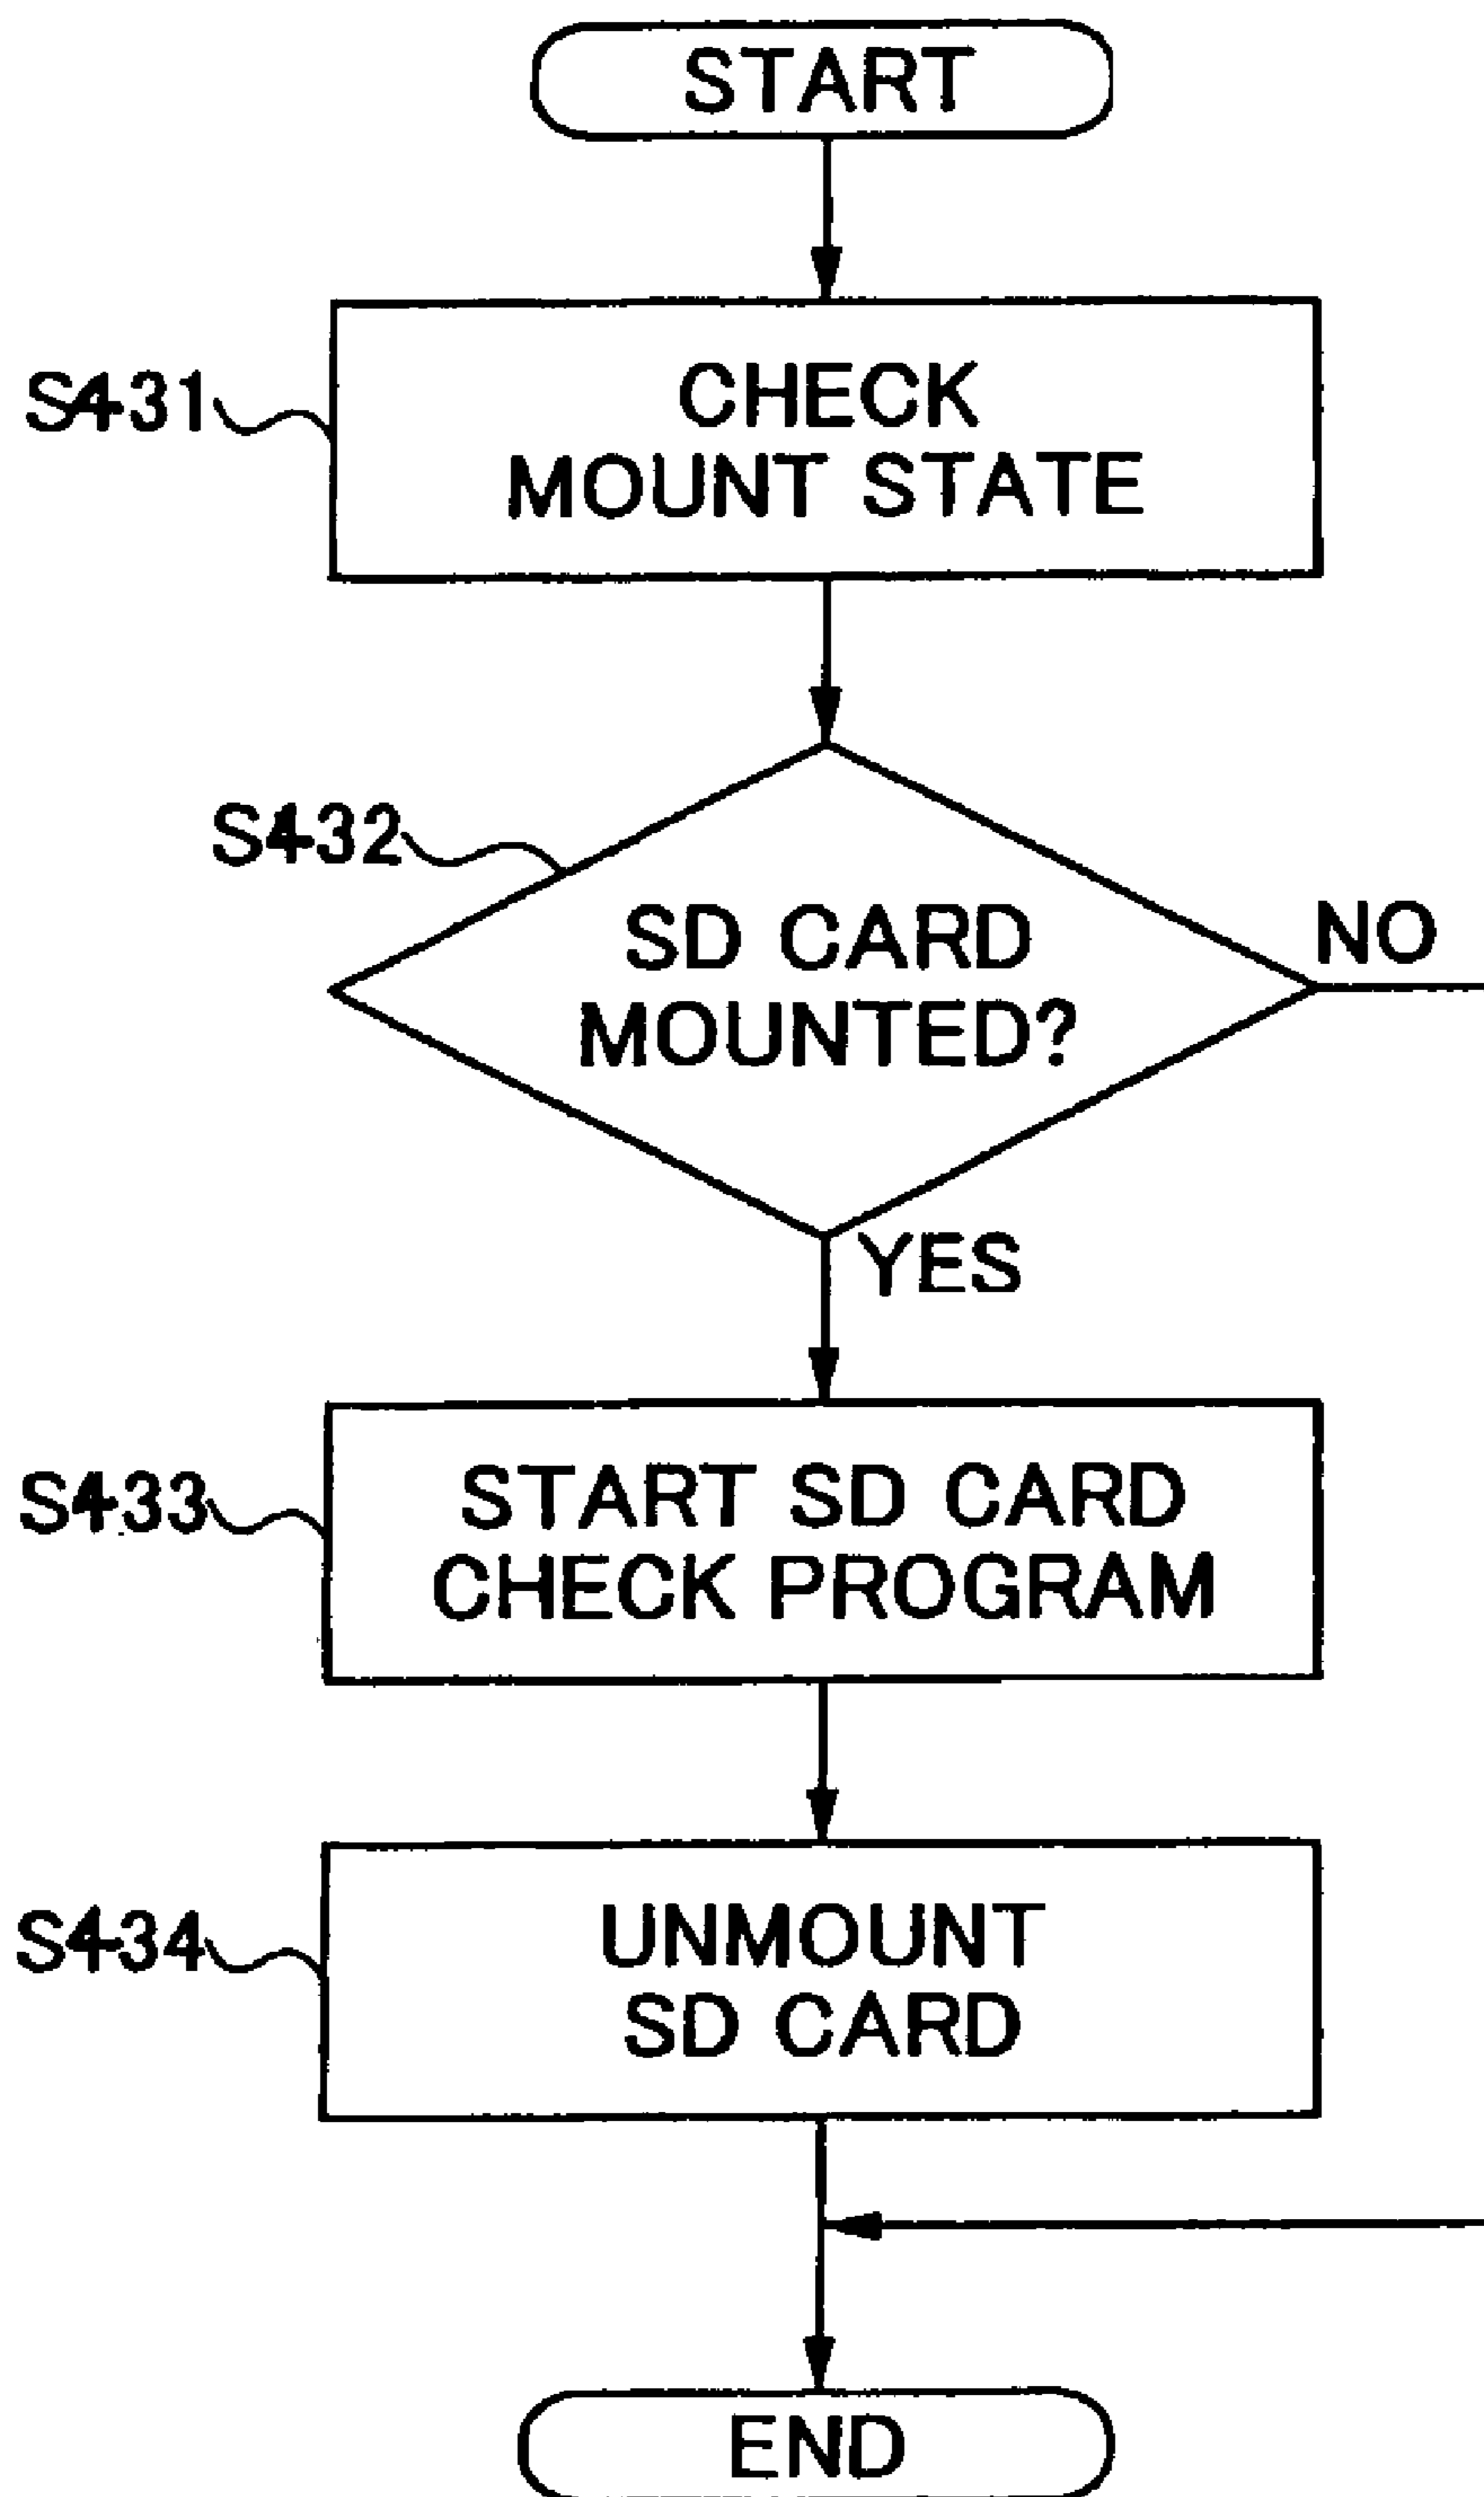 START
S431
CHECK
MOUNT STATE
S432
SD CARD
MOUNTED?
NO
YES
S433
START SD CARD
CHECK PROGRAM
S434
UNMOUNT
SD CARD
END